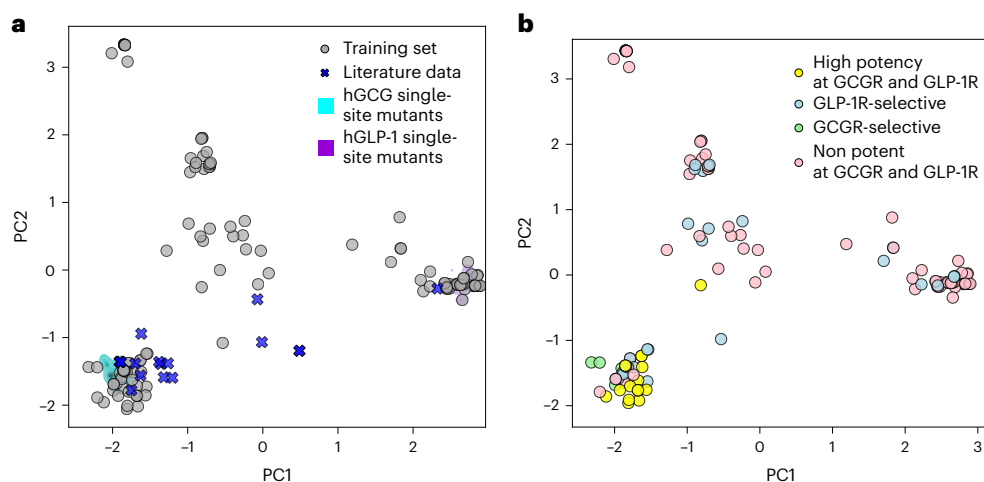 a
Training set
Literature data
hGCG single-
site mutants
hGLP-1 single-
site mutants
3
2
1
0
–1
–2
PC2
–2
–1
0
1
2
PC1
b
High potency
at GCGR and GLP-1R
GLP-1R-selective
GCGR-selective
Non potent
at GCGR and GLP-1R
3
2
1
0
–1
–2
PC2
–2
–1
0
1
2
3
PC1